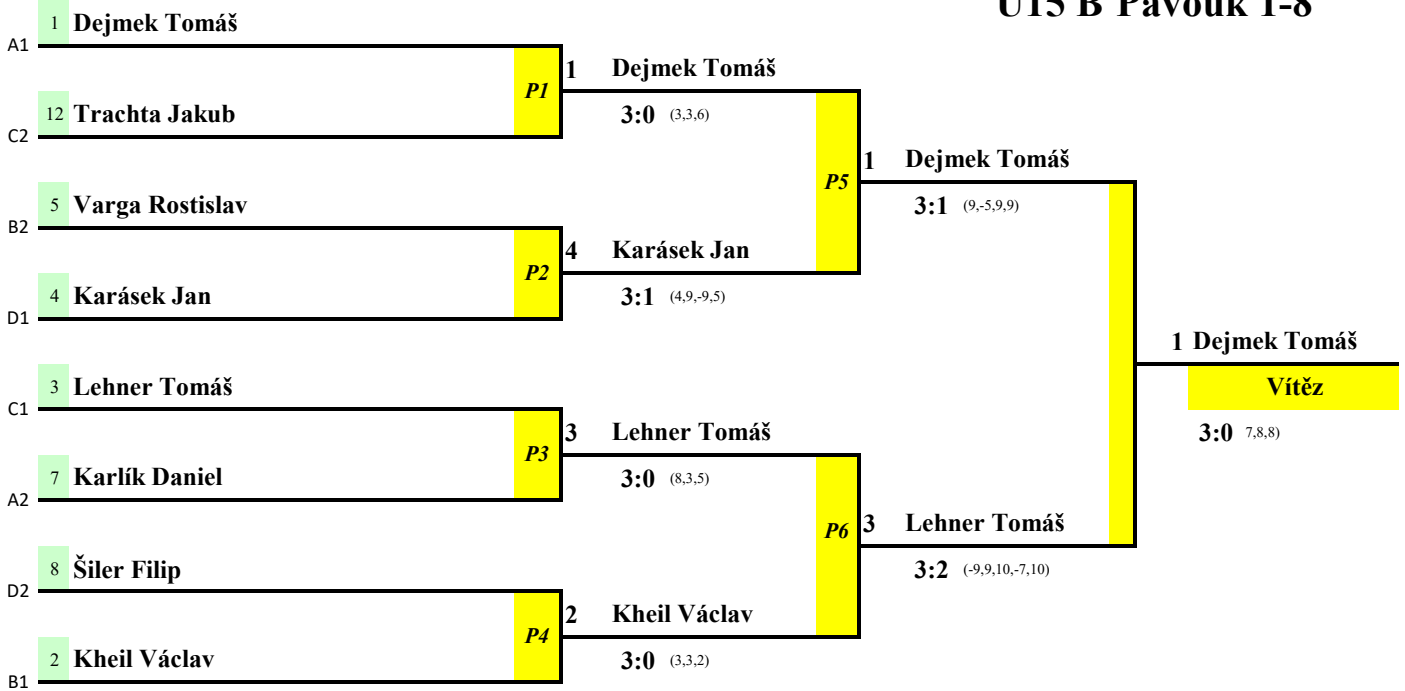 U15 B Pavouk 1-8
1 Dejmek Tomáš
A1
P1
1 Dejmek Tomáš
3:0 (3,3,6)
12 Trachta Jakub
C2
P5
1 Dejmek Tomáš
3:1 (9,-5,9,9)
5 Varga Rostislav
B2
P2
4 Karásek Jan
3:1 (4,9,-9,5)
4 Karásek Jan
D1
1 Dejmek Tomáš
Vítěz
3:0 7,8,8)
3 Lehner Tomáš
C1
P3
3 Lehner Tomáš
3:0 (8,3,5)
7 Karlík Daniel
A2
P6
3 Lehner Tomáš
3:2 (-9,9,10,-7,10)
8 Šiler Filip
D2
P4
2 Kheil Václav
3:0 (3,3,2)
2 Kheil Václav
B1